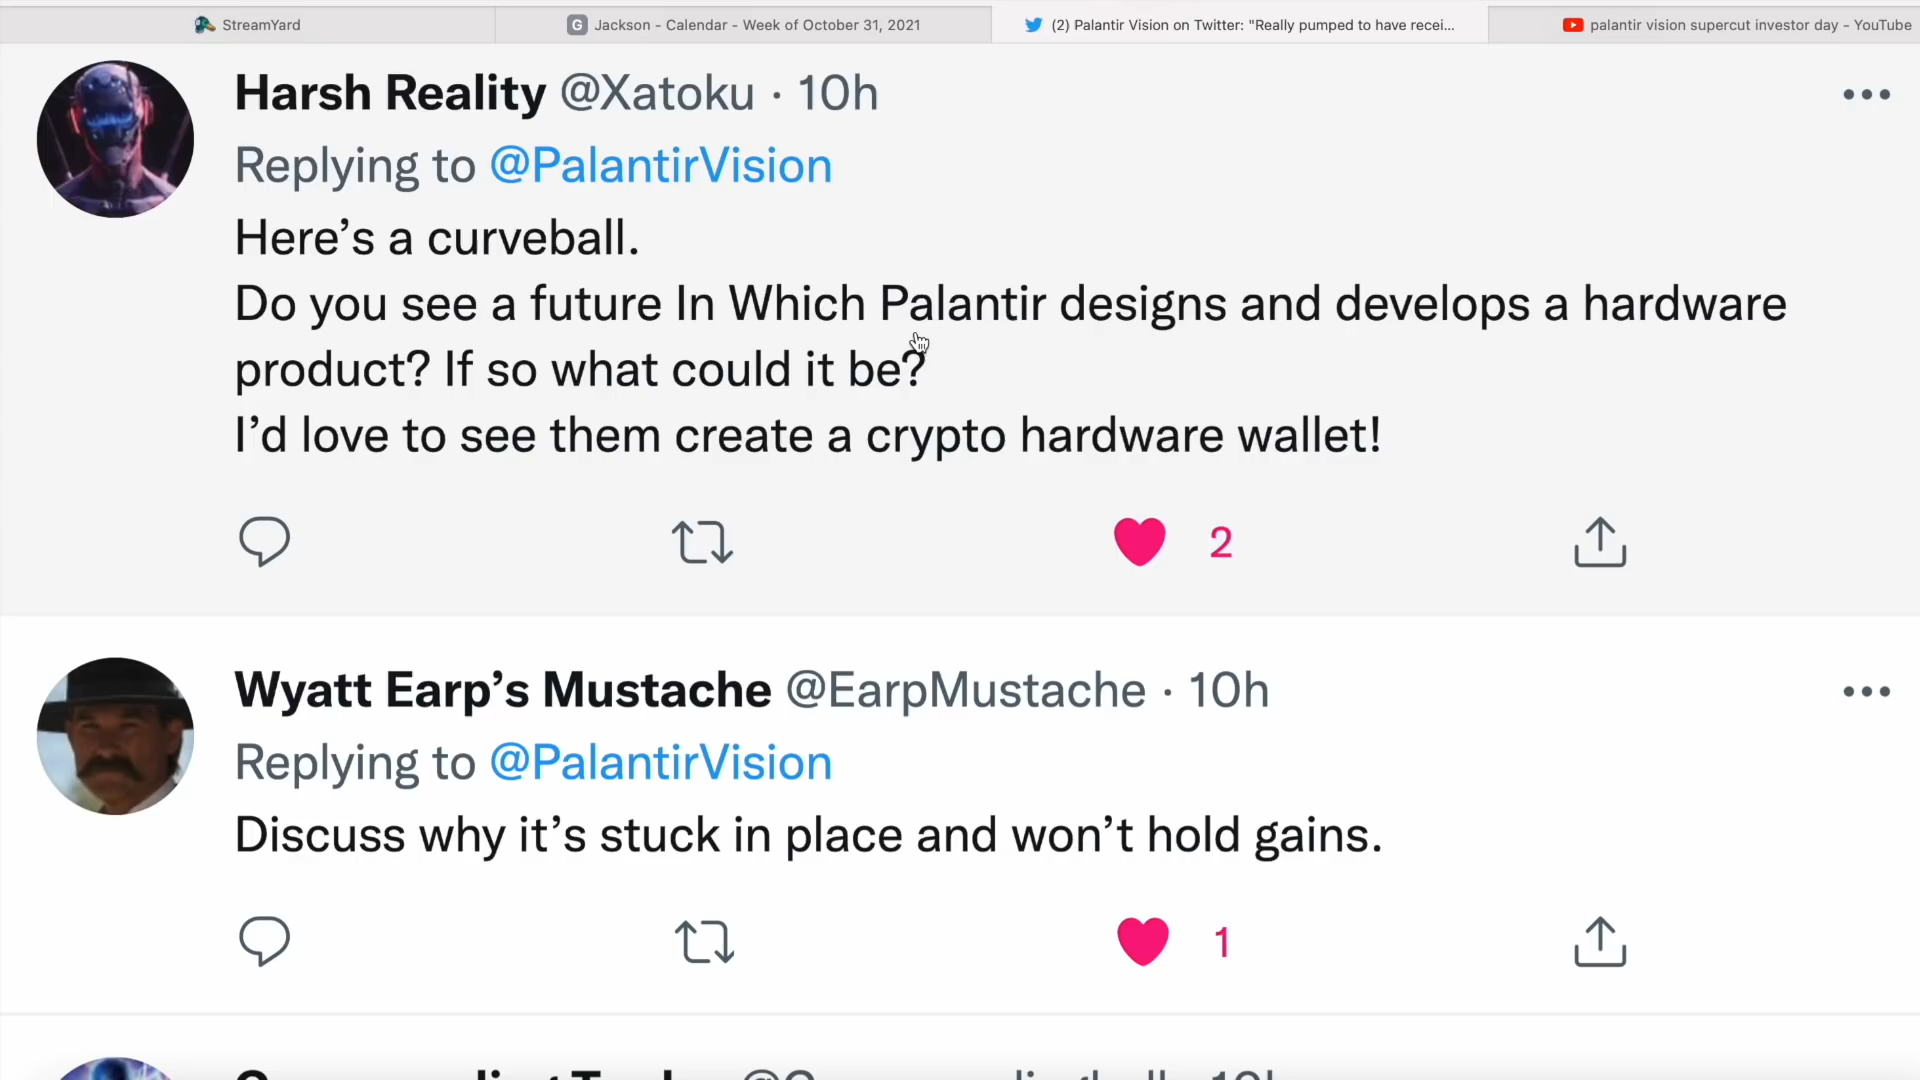 StreamYard
G Jackson - Calendar - Week of October 31, 2021
(2) Palantir Vision on Twitter: "Really pumped to have recei...
palantir vision supercut investor day - YouTube
Harsh Reality @Xatoku · 10h
Replying to @PalantirVision
Here’s a curveball.
Do you see a future In Which Palantir designs and develops a hardware
product? If so what could it be?
I’d love to see them create a crypto hardware wallet!
2
Wyatt Earp’s Mustache @EarpMustache · 10h
Replying to @PalantirVision
Discuss why it’s stuck in place and won’t hold gains.
1